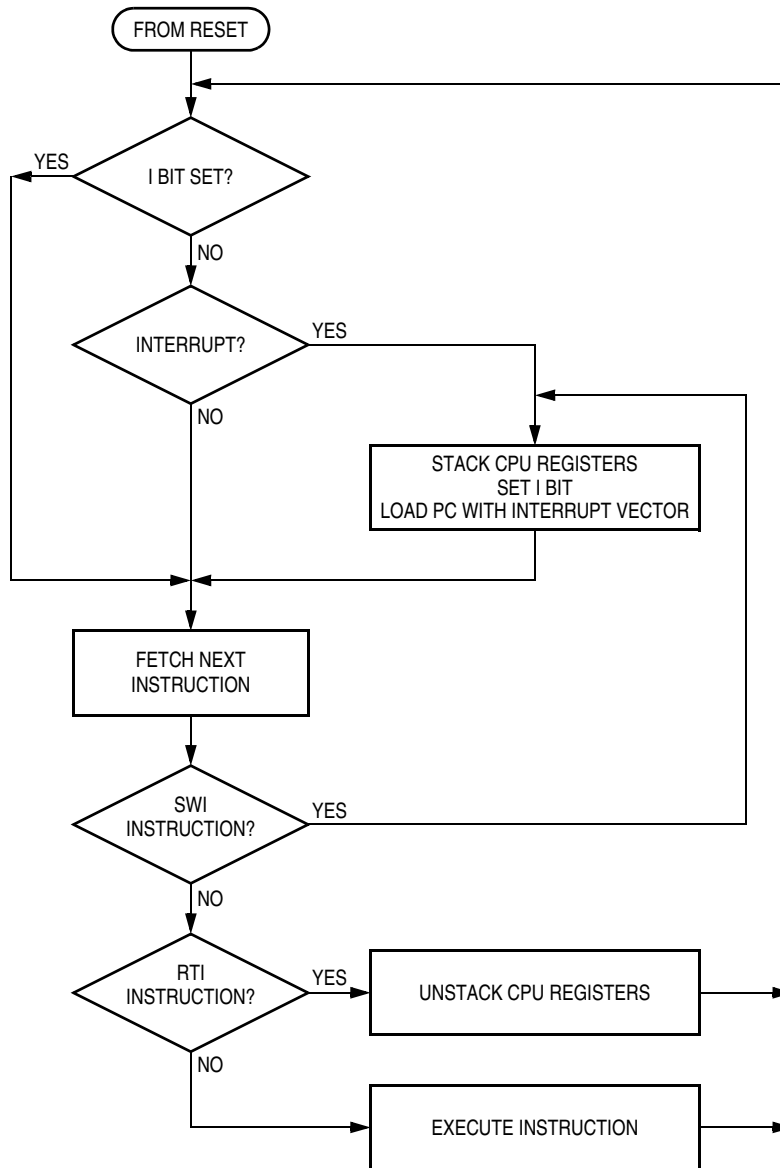 FROM RESET
YES
I BIT SET?
NO
INTERRUPT?
YES
NO
STACK CPU REGISTERS
SET I BIT
LOAD PC WITH INTERRUPT VECTOR
FETCH NEXT
INSTRUCTION
SWI
INSTRUCTION?
YES
NO
RTI
INSTRUCTION?
YES
UNSTACK CPU REGISTERS
NO
EXECUTE INSTRUCTION